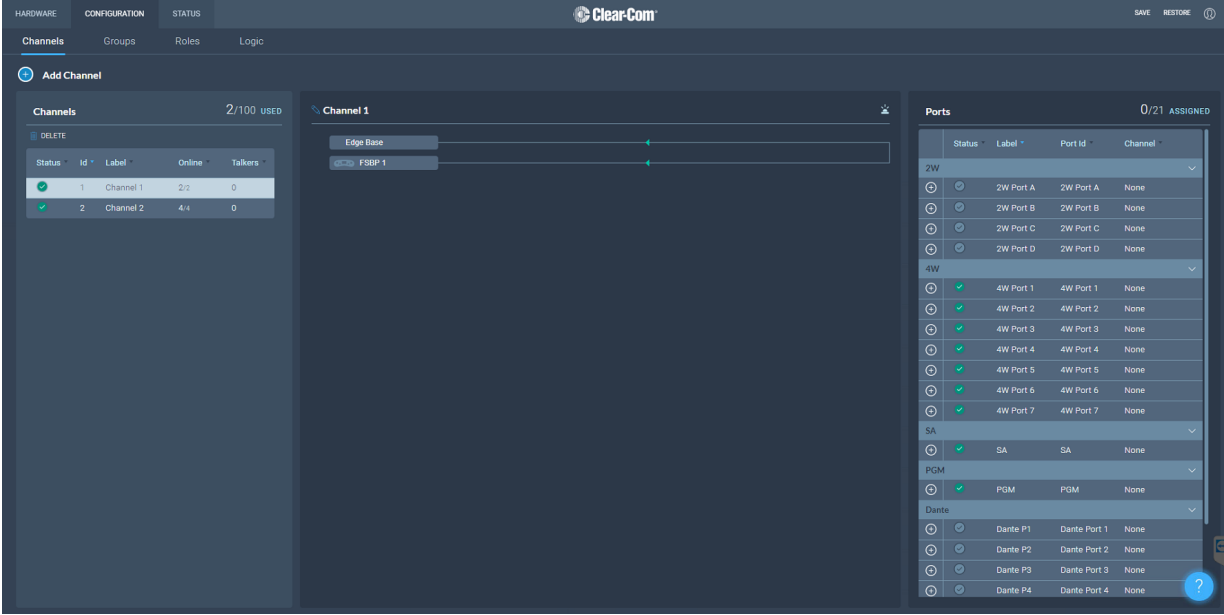 HARDWARE CONFIGURATION STATUS Clear-Com® SAVE RESTORE
Channels Groups Roles Logic
Add Channel
Channels 2/100 USED
DELETE
Status Id Label Online Talkers
1 Channel 1 2/2 0
2 Channel 2 4/4 0
Channel 1
Edge Base
FSBP 1
Ports 0/21 ASSIGNED
Status Label Port Id Channel
2W
2W Port A 2W Port A None
2W Port B 2W Port B None
2W Port C 2W Port C None
2W Port D 2W Port D None
4W
4W Port 1 4W Port 1 None
4W Port 2 4W Port 2 None
4W Port 3 4W Port 3 None
4W Port 4 4W Port 4 None
4W Port 5 4W Port 5 None
4W Port 6 4W Port 6 None
4W Port 7 4W Port 7 None
SA
SA SA None
PGM
PGM PGM None
Dante
Dante P1 Dante Port 1 None
Dante P2 Dante Port 2 None
Dante P3 Dante Port 3 None
Dante P4 Dante Port 4 None
?